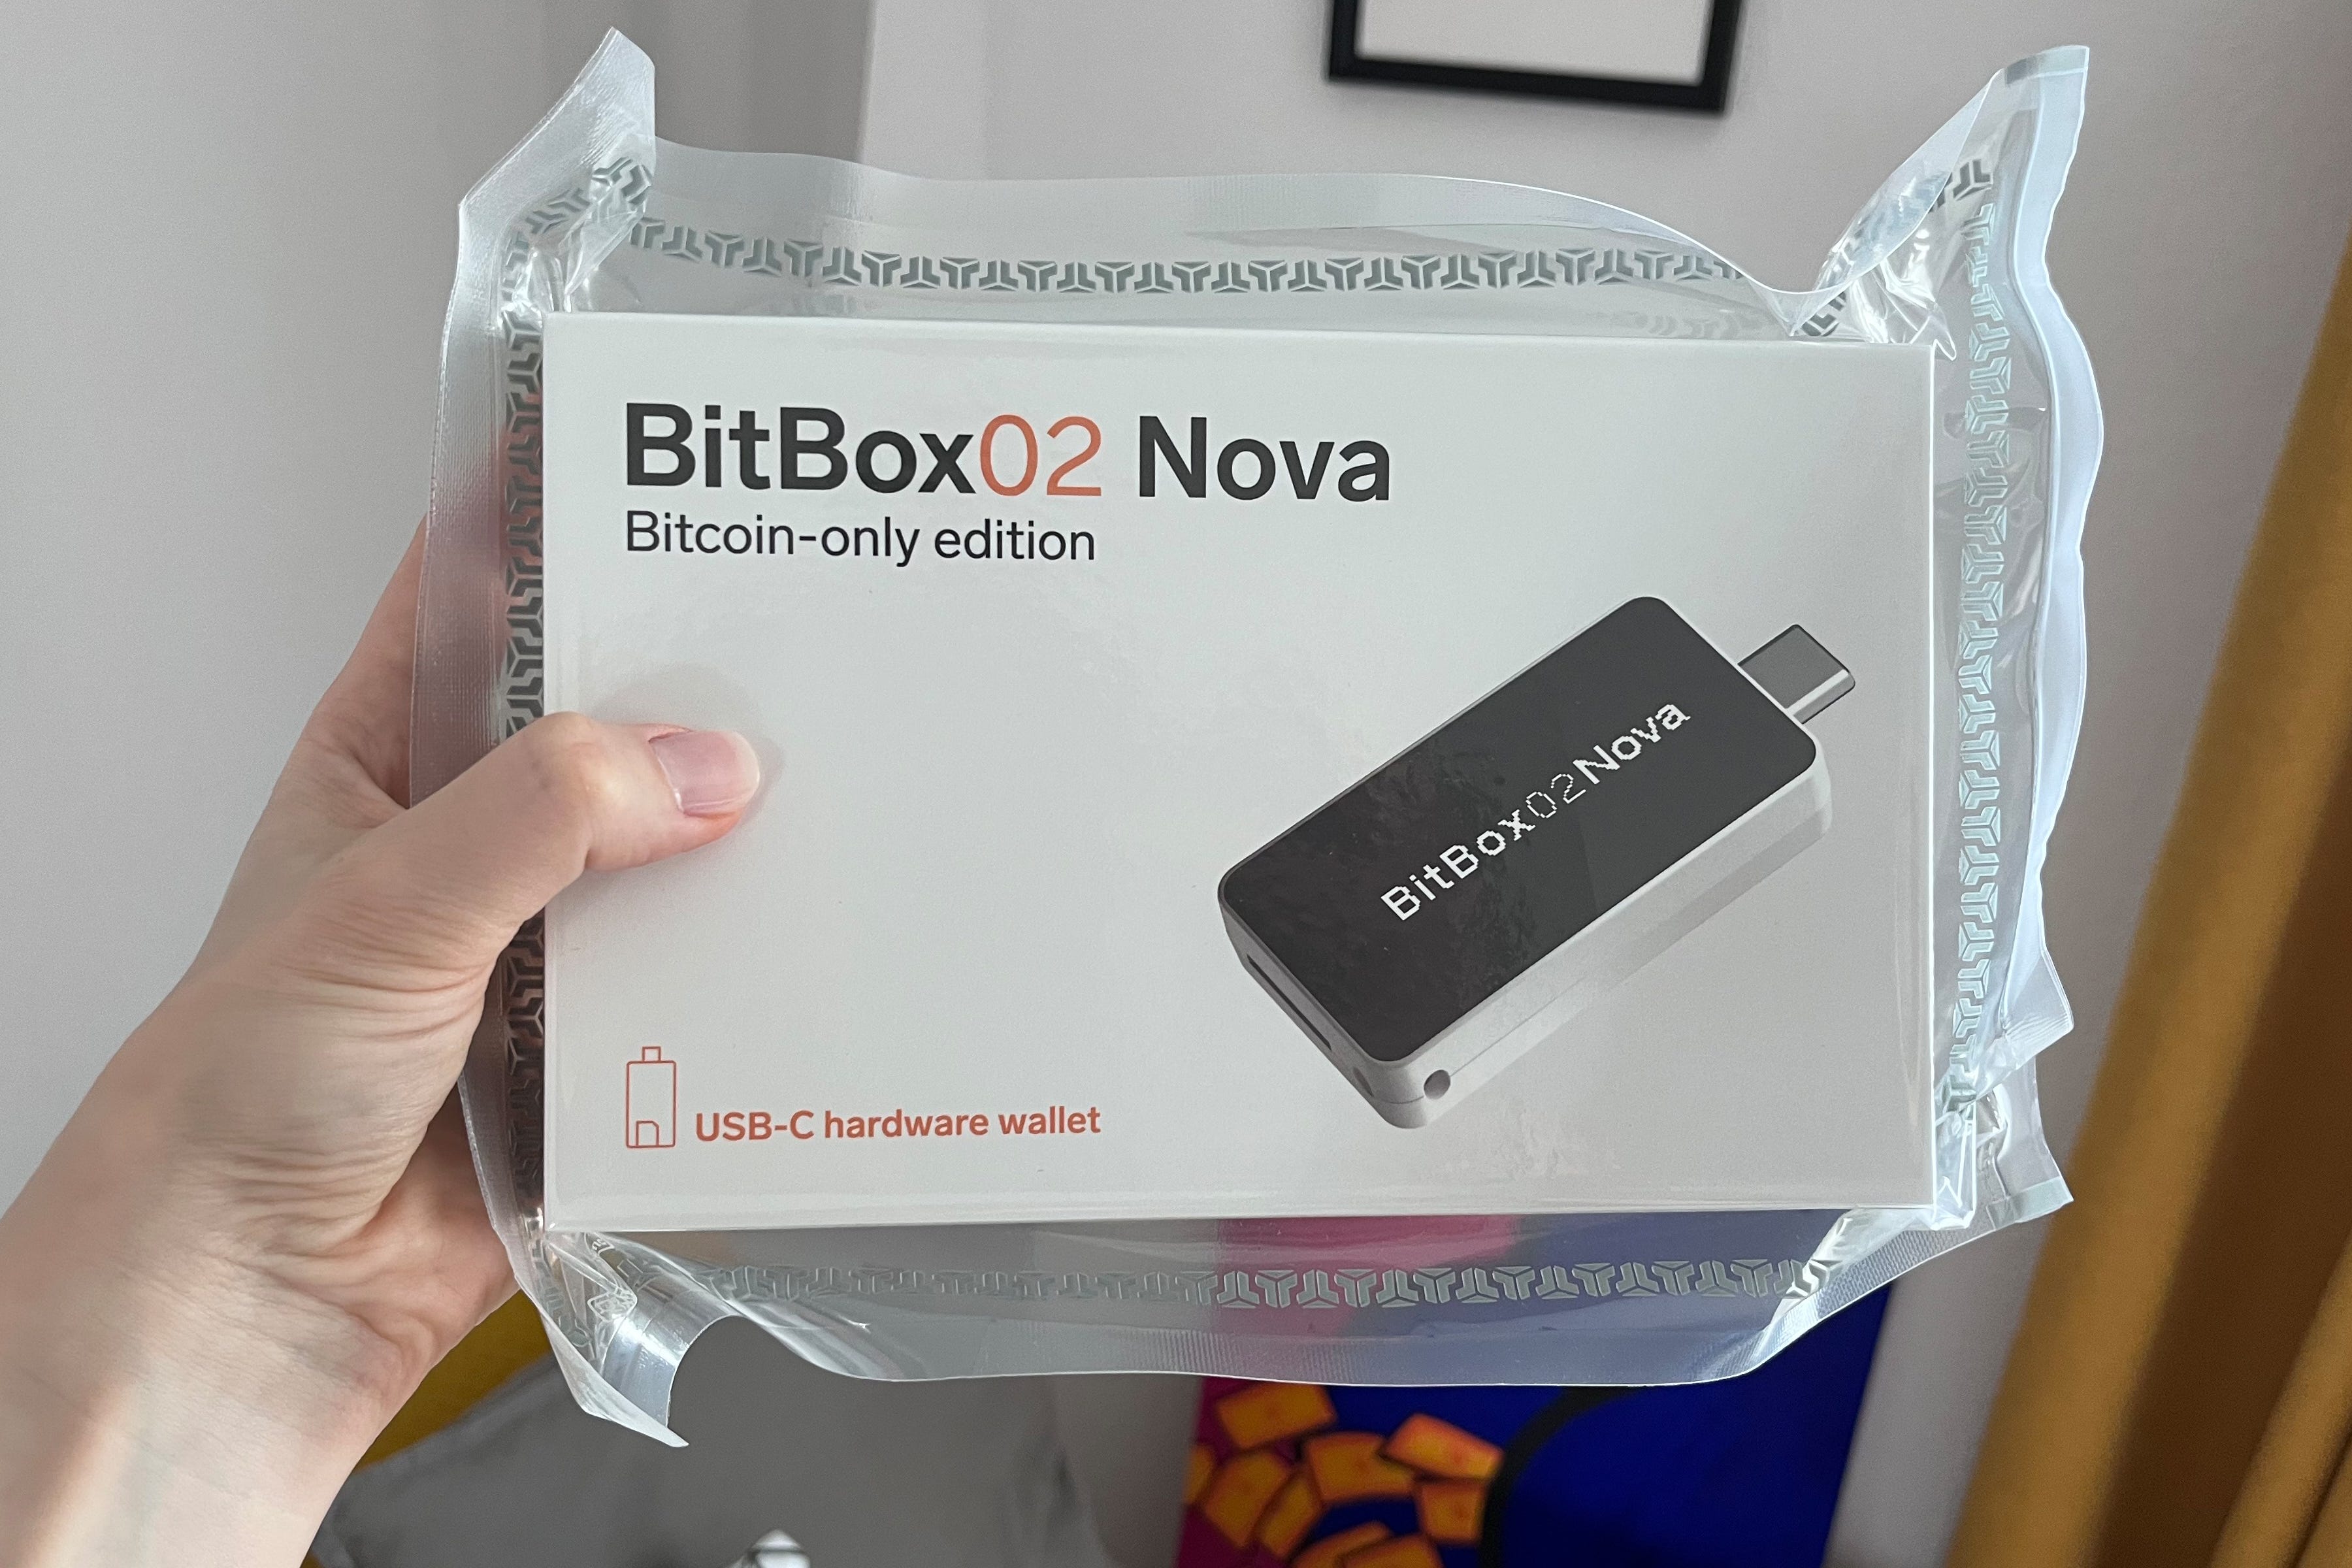 BitBox02 Nova
Bitcoin-only edition
BitBox02Nova
USB-C hardware wallet